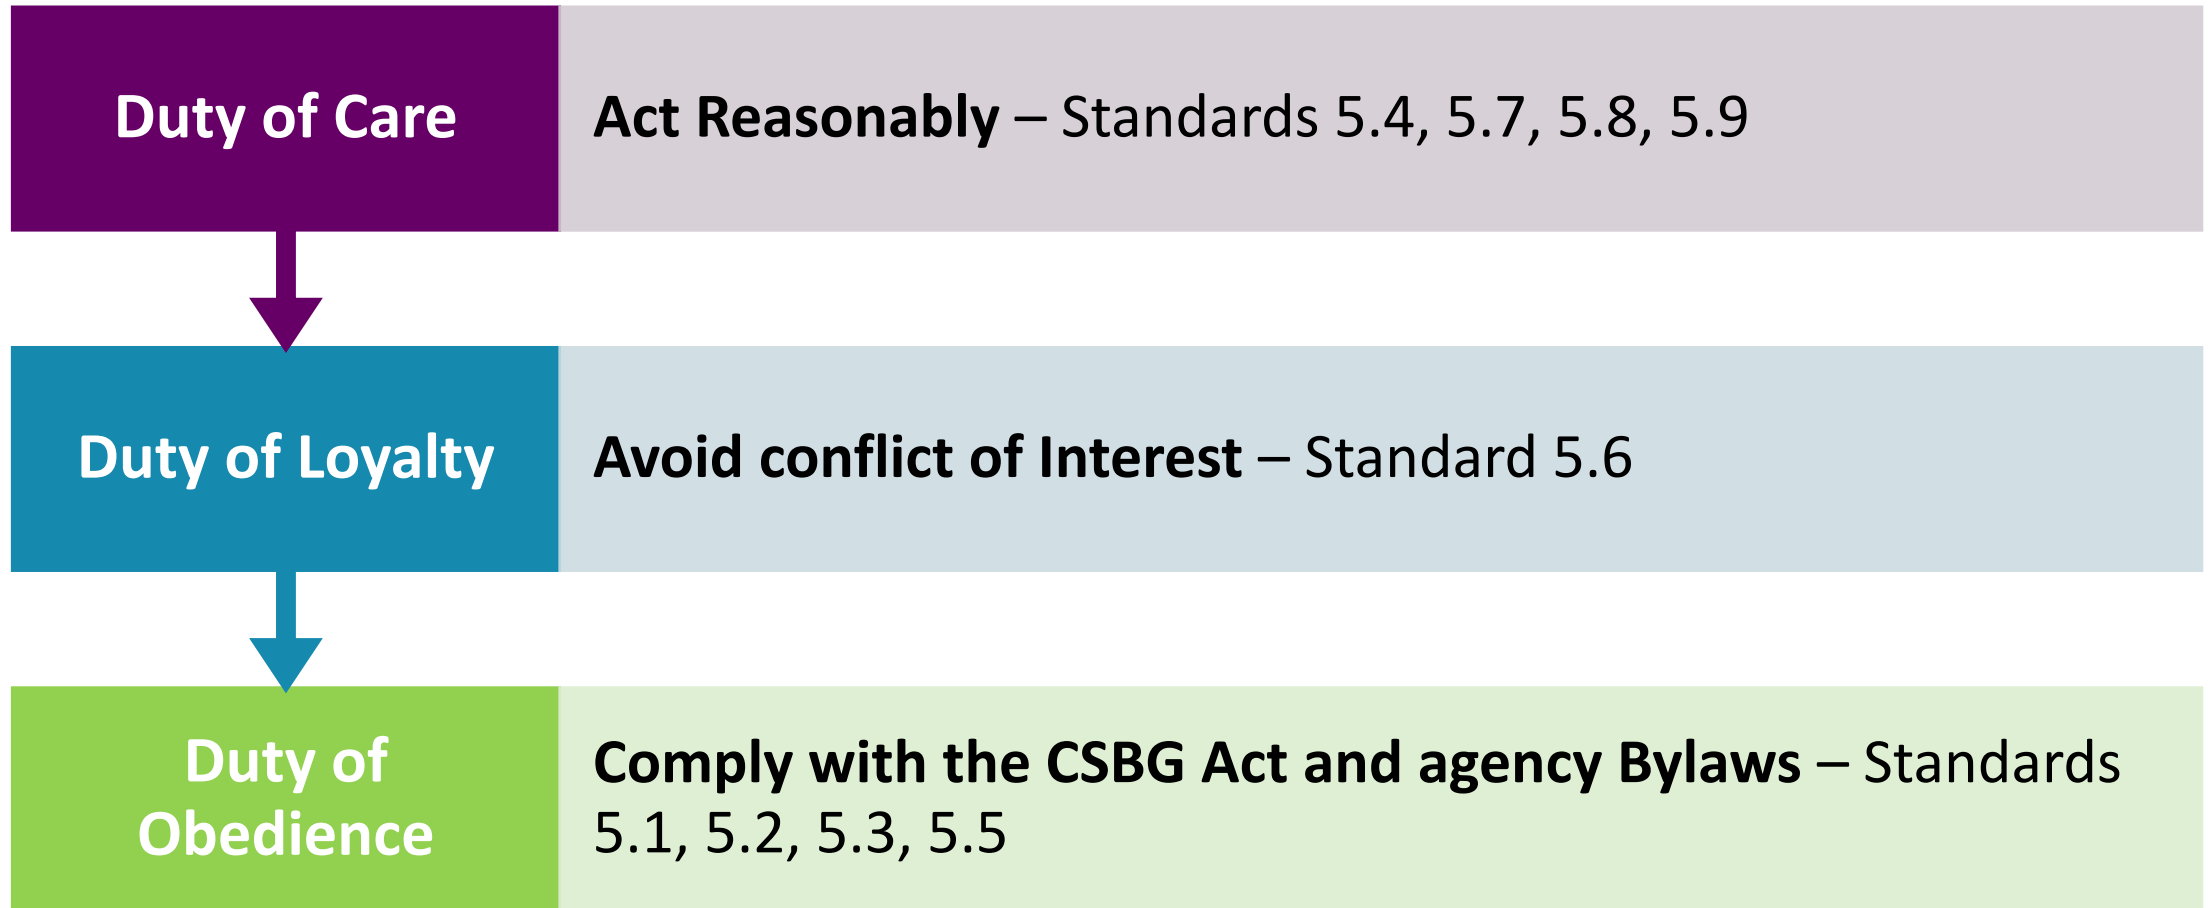 Duty of Care
Act Reasonably – Standards 5.4, 5.7, 5.8, 5.9
Duty of Loyalty
Avoid conflict of Interest – Standard 5.6
Duty of
Obedience
Comply with the CSBG Act and agency Bylaws – Standards
5.1, 5.2, 5.3, 5.5